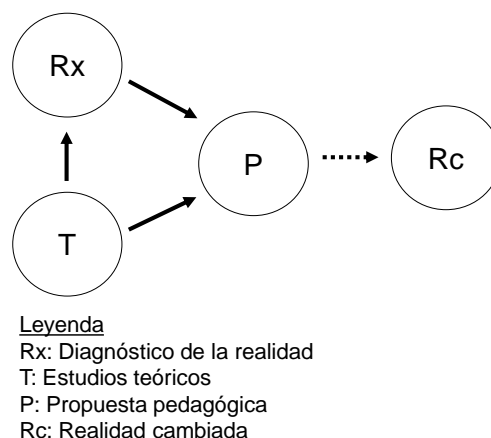 Rx
P
Rc
T
Leyenda
Rx: Diagnóstico de la realidad
T: Estudios teóricos
P: Propuesta pedagógica
Rc: Realidad cambiada